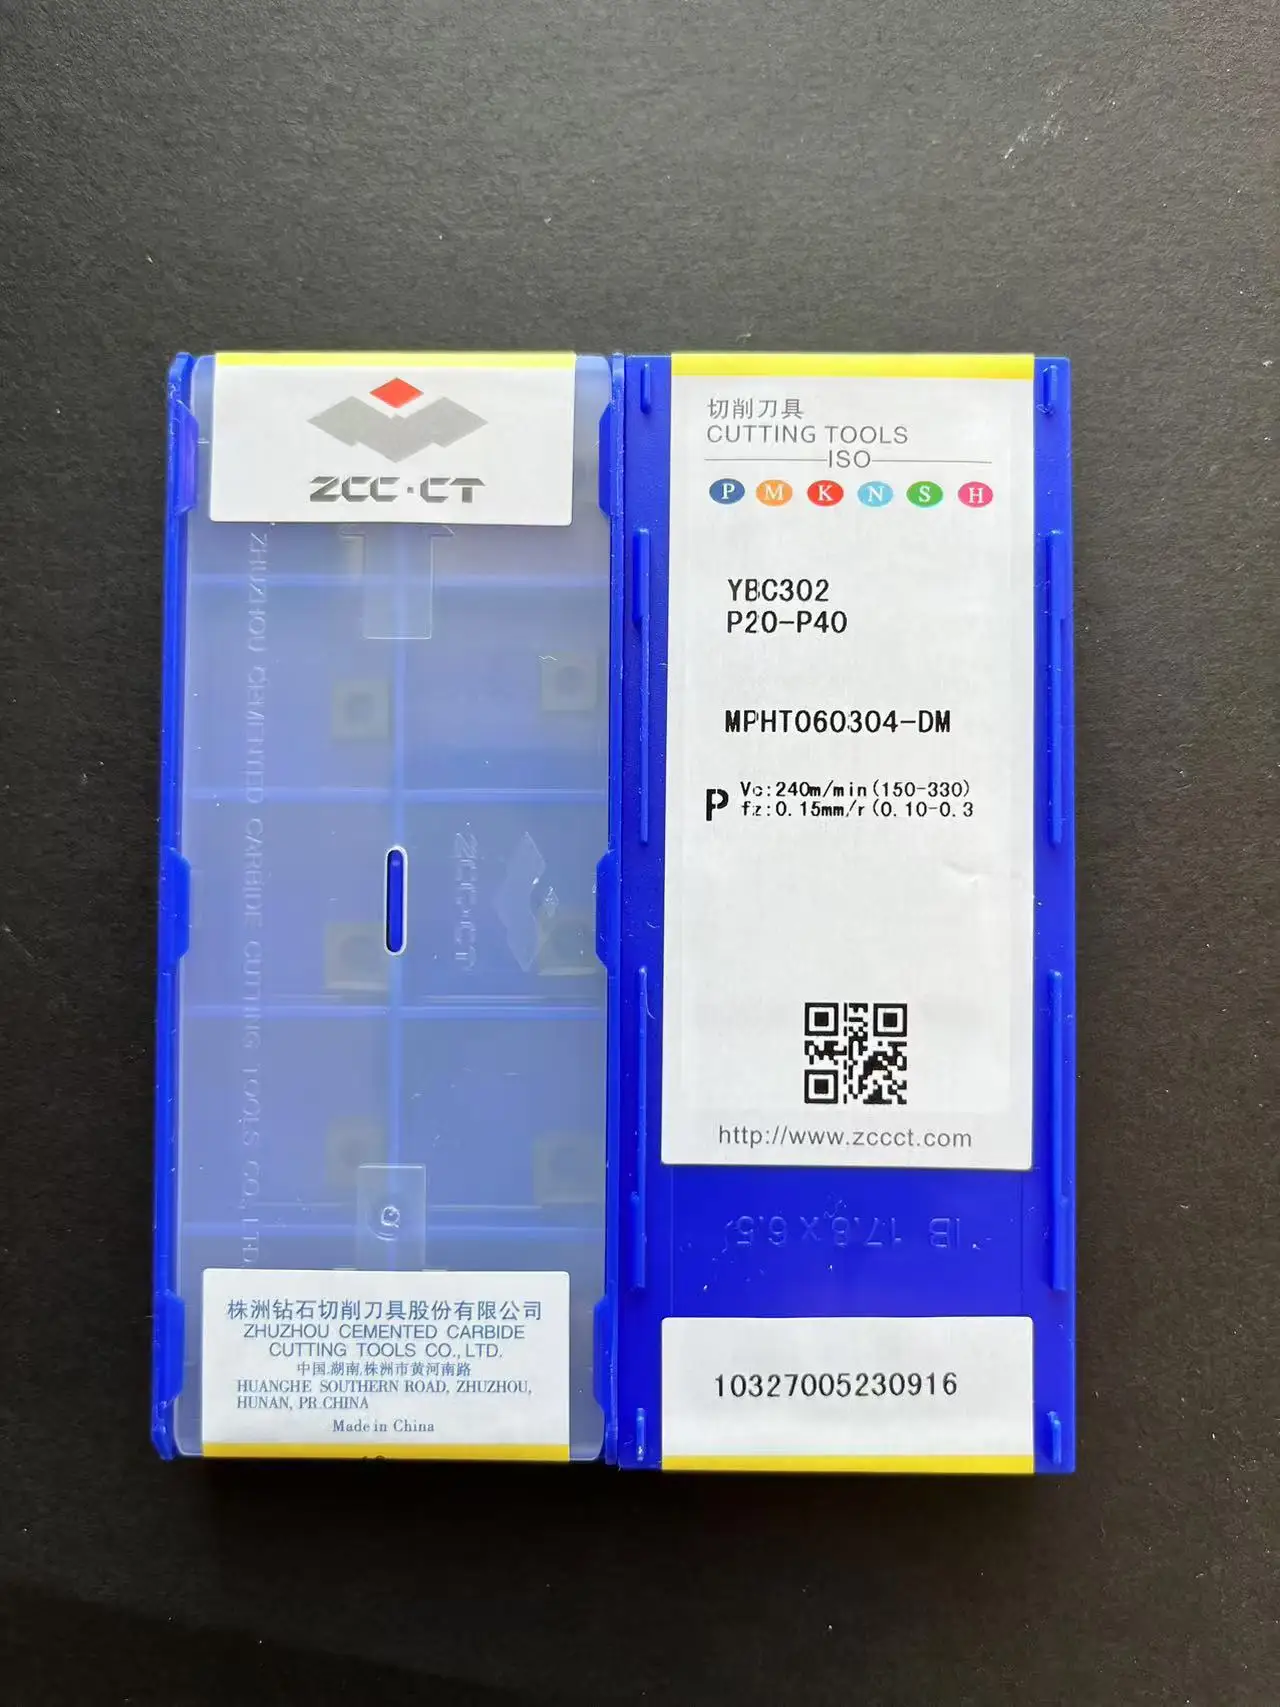 ZCC·CT
ZHUZHOU CEMENTED CARBIDE CUTTING TOOLS CO., LTD
ZCC·CT
株洲钻石切削刀具股份有限公司
ZHUZHOU CEMENTED CARBIDE
CUTTING TOOLS CO., LTD.
中国.湖南.株洲市黄河南路
HUANGHE SOUTHERN ROAD, ZHUZHOU,
HUNAN, PR.CHINA
Made in China
切削刀具
CUTTING TOOLS
ISO
P M K N S H
YBC302
P20-P40
MPHT060304-DM
P
Vc:240m/min(150-330)
fz:0.15mm/r(0.10-0.3
http://www.zccct.com
IB 17.8 x 6.5
10327005230916